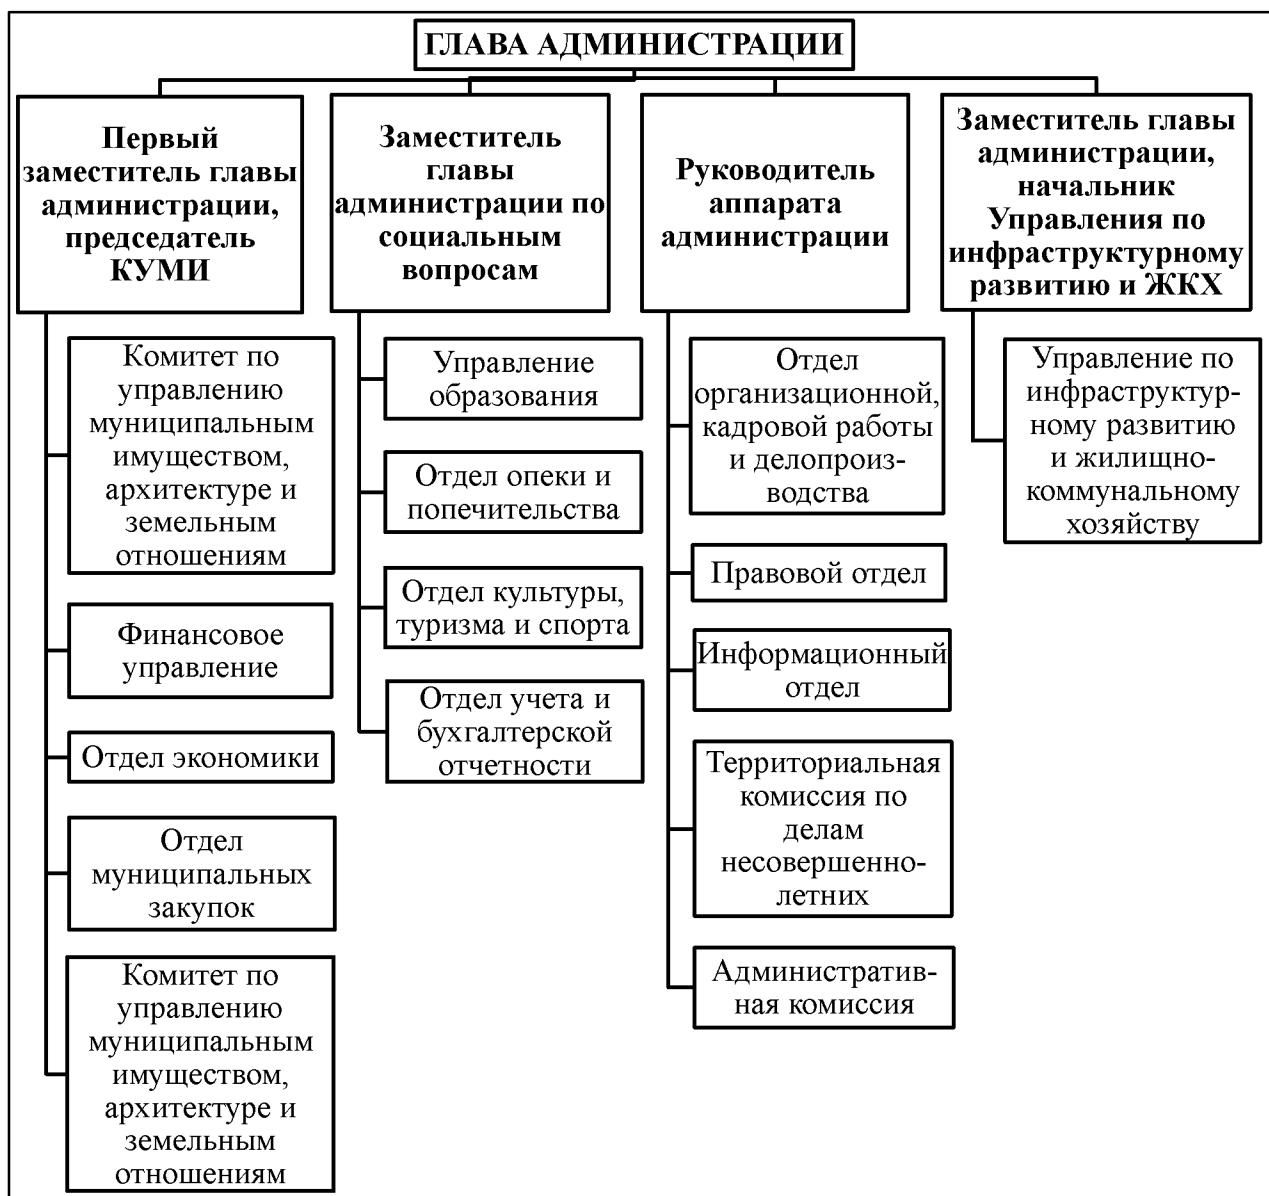 ГЛАВА АДМИНИСТРАЦИИ
Первый
заместитель главы
администрации,
председатель
КУМИ
Комитет по
управлению
муниципальным
имуществом,
архитектуре и
земельным
отношениям
Финансовое
управление
Отдел экономики
Отдел
муниципальных
закупок
Комитет по
управлению
муниципальным
имуществом,
архитектуре и
земельным
отношениям
Заместитель
главы
администрации по
социальным
вопросам
Управление
образования
Отдел опеки и
попечительства
Отдел культуры,
туризма и спорта
Отдел учета и
бухгалтерской
отчетности
Руководитель
аппарата
администрации
Отдел
организационной,
кадровой работы
и делопроиз-
водства
Правовой отдел
Информационный
отдел
Территориальная
комиссия по
делам
несовершенно-
летних
Административ-
ная комиссия
Заместитель главы
администрации,
начальник
Управления по
инфраструктурному
развитию и ЖКХ
Управление по
инфраструктур-
ному развитию
и жилищно-
коммунальному
хозяйству